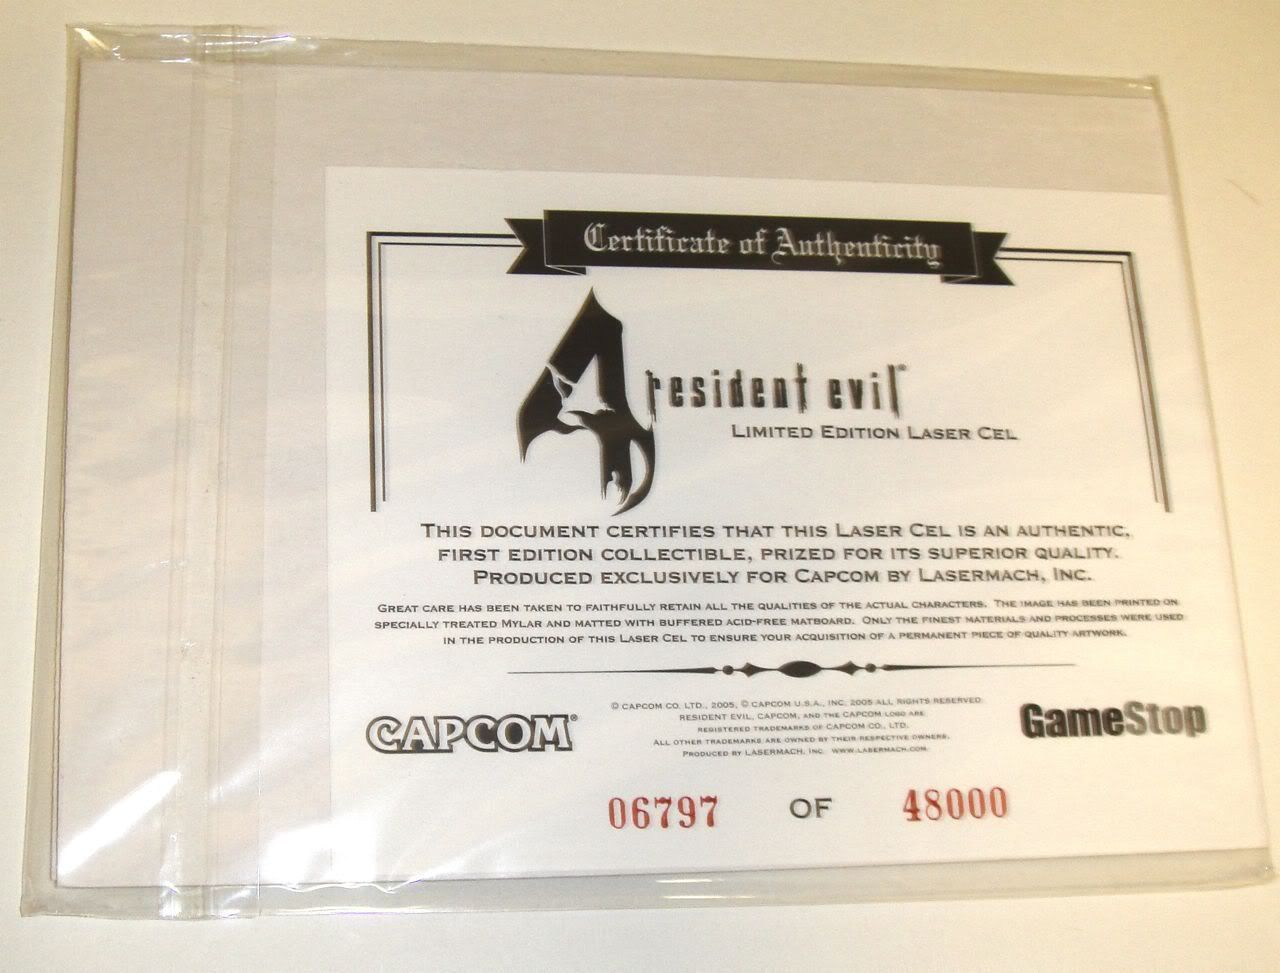 Certificate of Authenticity
4 resident evil
LIMITED EDITION LASER CEL
THIS DOCUMENT CERTIFIES THAT THIS LASER CEL IS AN AUTHENTIC,
FIRST EDITION COLLECTIBLE, PRIZED FOR ITS SUPERIOR QUALITY.
PRODUCED EXCLUSIVELY FOR CAPCOM BY LASERMACH, INC.
GREAT CARE HAS BEEN TAKEN TO FAITHFULLY RETAIN ALL THE QUALITIES OF THE ACTUAL CHARACTERS. THE IMAGE HAS BEEN PRINTED ON
SPECIALLY TREATED MYLAR AND MATTED WITH BUFFERED ACID-FREE MATBOARD. ONLY THE FINEST MATERIALS AND PROCESSES WERE USED
IN THE PRODUCTION OF THIS LASER CEL TO ENSURE YOUR ACQUISITION OF A PERMANENT PIECE OF QUALITY ARTWORK.
CAPCOM®
© CAPCOM CO. LTD., 2005, © CAPCOM U.S.A., INC. 2005 ALL RIGHTS RESERVED
RESIDENT EVIL, CAPCOM, AND THE CAPCOM LOGO ARE
REGISTERED TRADEMARKS OF CAPCOM CO. LTD.
ALL OTHER TRADEMARKS ARE OWNED BY THEIR RESPECTIVE OWNERS.
PRODUCED BY LASERMACH, INC. WWW.LASERMACH.COM
GameStop
06797 OF 48000